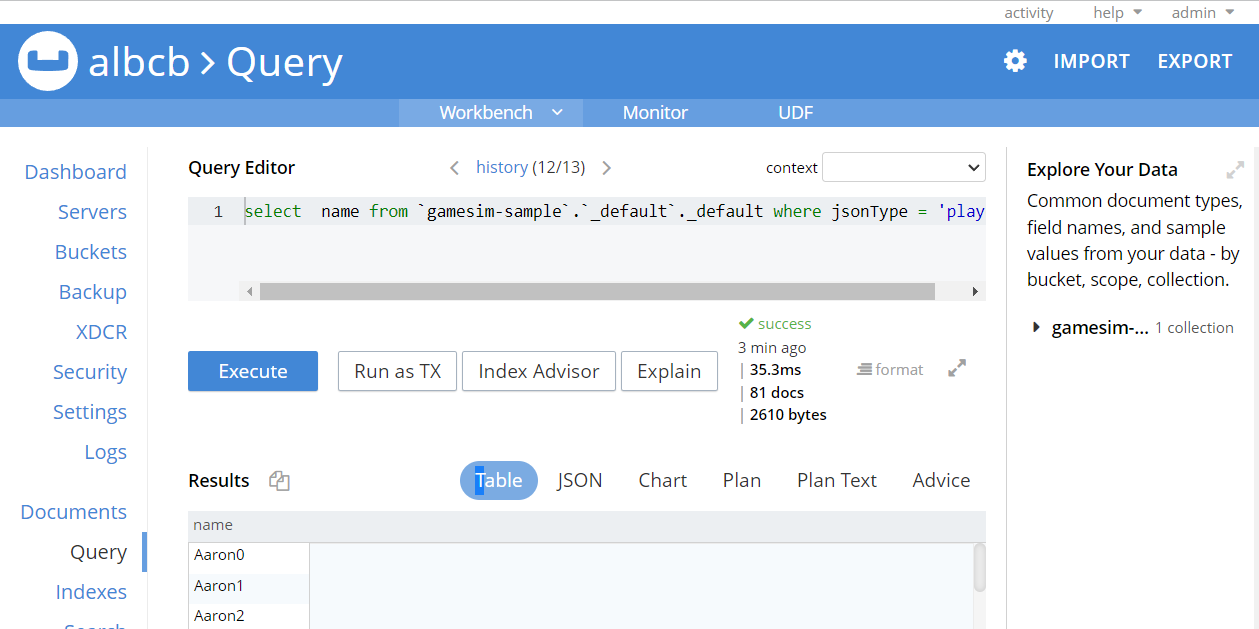 activity help admin
albcb > Query IMPORT EXPORT
Workbench Monitor UDF
Dashboard
Servers
Buckets
Backup
XDCR
Security
Settings
Logs
Documents
Query
Indexes
Search
Query Editor < history (12/13) > context
1 select name from `gamesim-sample`.`_default`._default where jsonType = 'play
Execute Run as TX Index Advisor Explain
success
3 min ago
35.3ms
81 docs
2610 bytes
format
Results Table JSON Chart Plan Plan Text Advice
name
Aaron0
Aaron1
Aaron2
Explore Your Data
Common document types,
field names, and sample
values from your data - by
bucket, scope, collection.
gamesim-... 1 collection